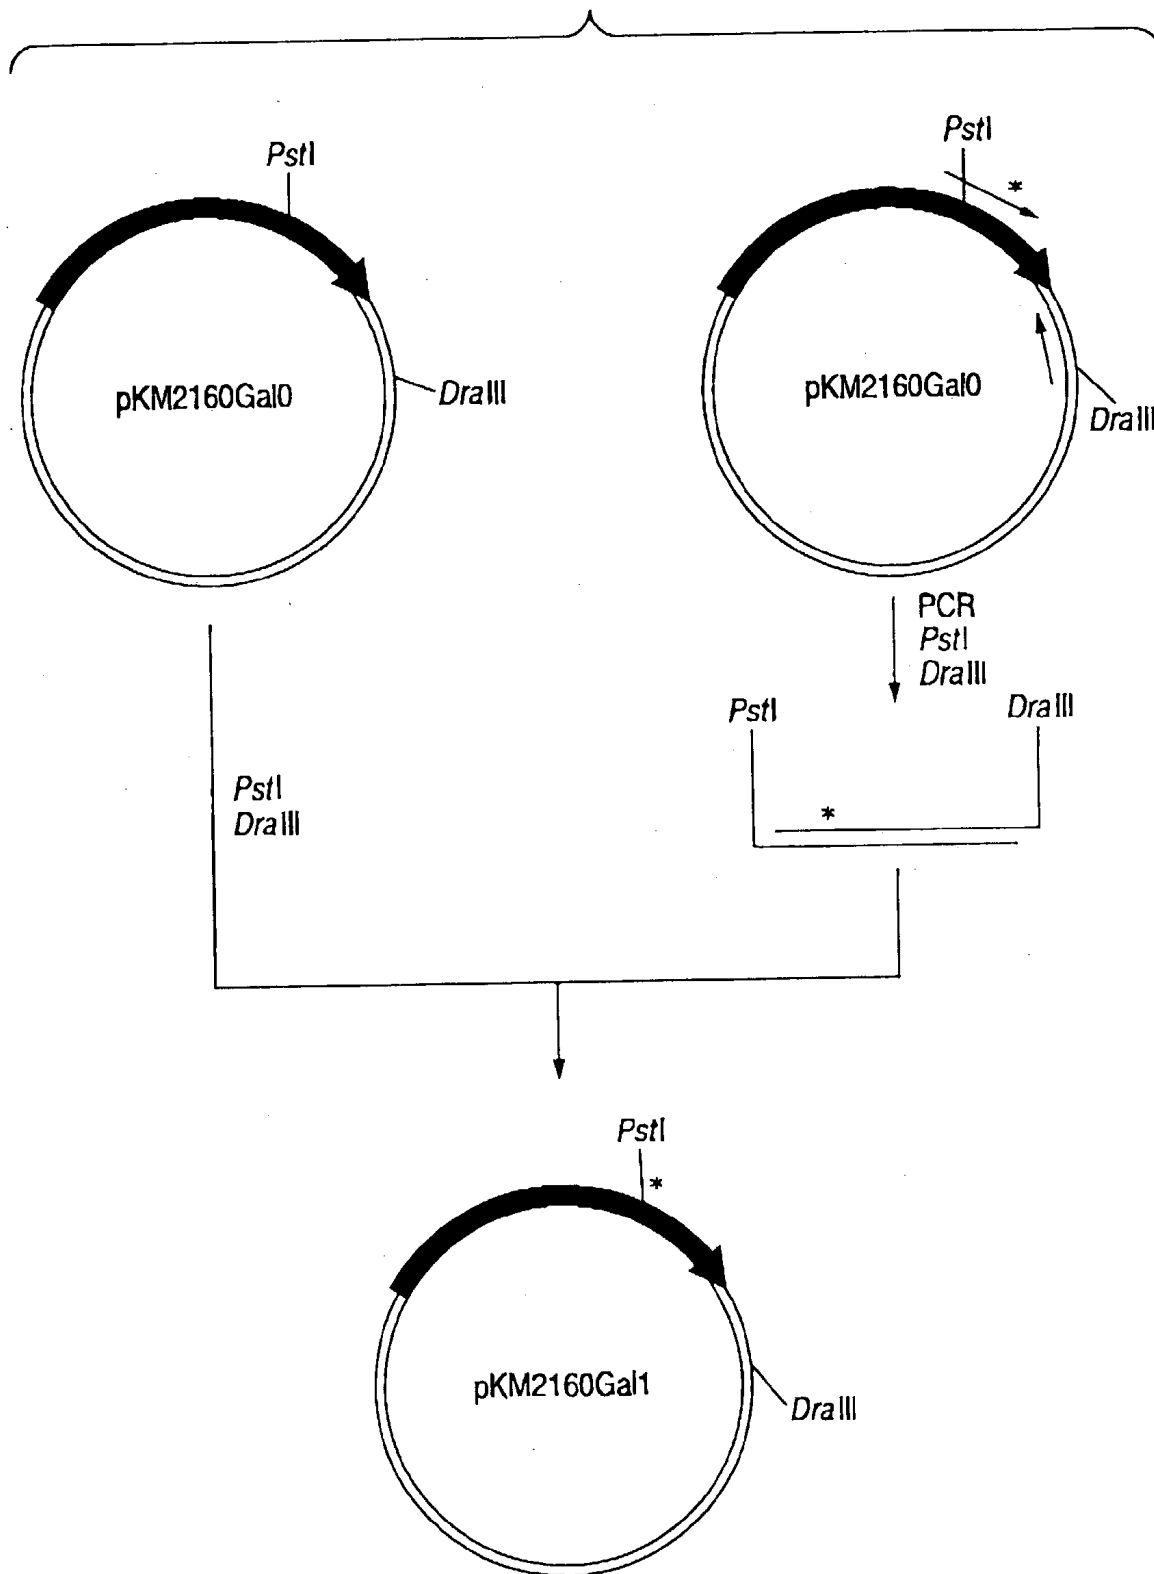 PstI
PstI
*
pKM2160Gal0
DraIII
pKM2160Gal0
DraIII
PCR
PstI
DraIII
PstI
DraIII
PstI
DraIII
*
PstI
*
pKM2160Gal1
DraIII